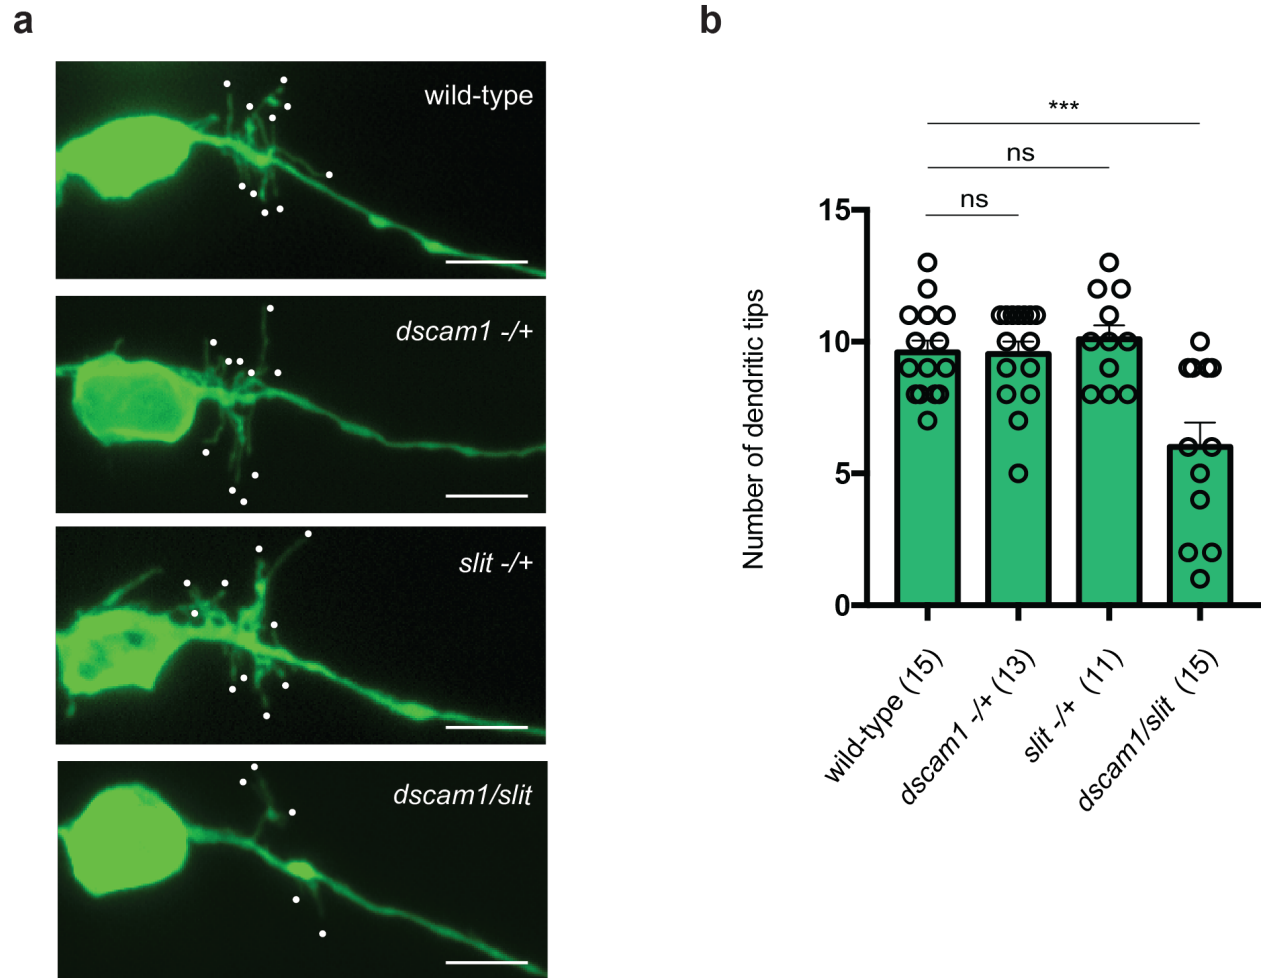 a
wild-type
dscam1 -/+
slit -/+
dscam1/slit
b
***
ns
ns
Number of dendritic tips
15
10
5
0
wild-type (15)
dscam1 -/+ (13)
slit -/+ (11)
dscam1/slit (15)